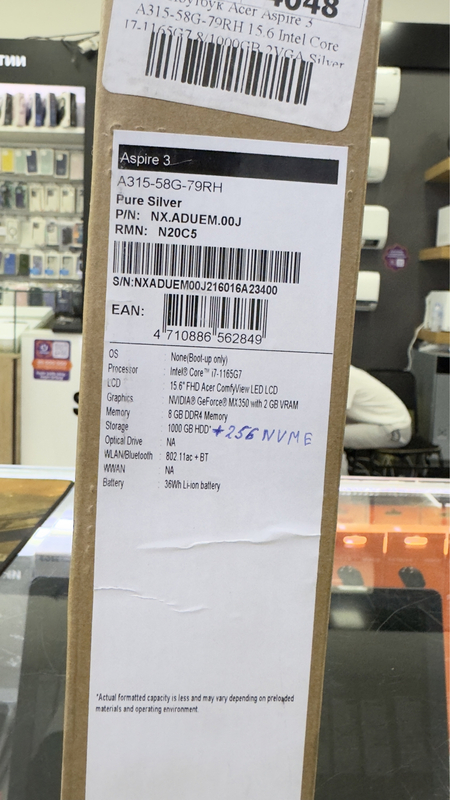 4048
Acer Aspire 3
A315-58G-79RH 15.6 Intel Core
i7-1165G7 8/1000GB 2VGA Silver
Aspire 3
A315-58G-79RH
Pure Silver
P/N: NX.ADUEM.00J
RMN: N20C5
S/N:NXADUEM00J216016A23400
EAN:
4 710886 562849
OS : None(Boot-up only)
Processor : Intel® Core™ i7-1165G7
LCD : 15.6" FHD Acer ComfyView LED LCD
Graphics : NVIDIA® GeForce® MX350 with 2 GB VRAM
Memory : 8 GB DDR4 Memory
Storage : 1000 GB HDD* +256 NVME
Optical Drive : NA
WLAN/Bluetooth : 802.11ac + BT
WWAN : NA
Battery : 36Wh Li-ion battery
*Actual formatted capacity is less and may vary depending on preloaded
materials and operating environment.